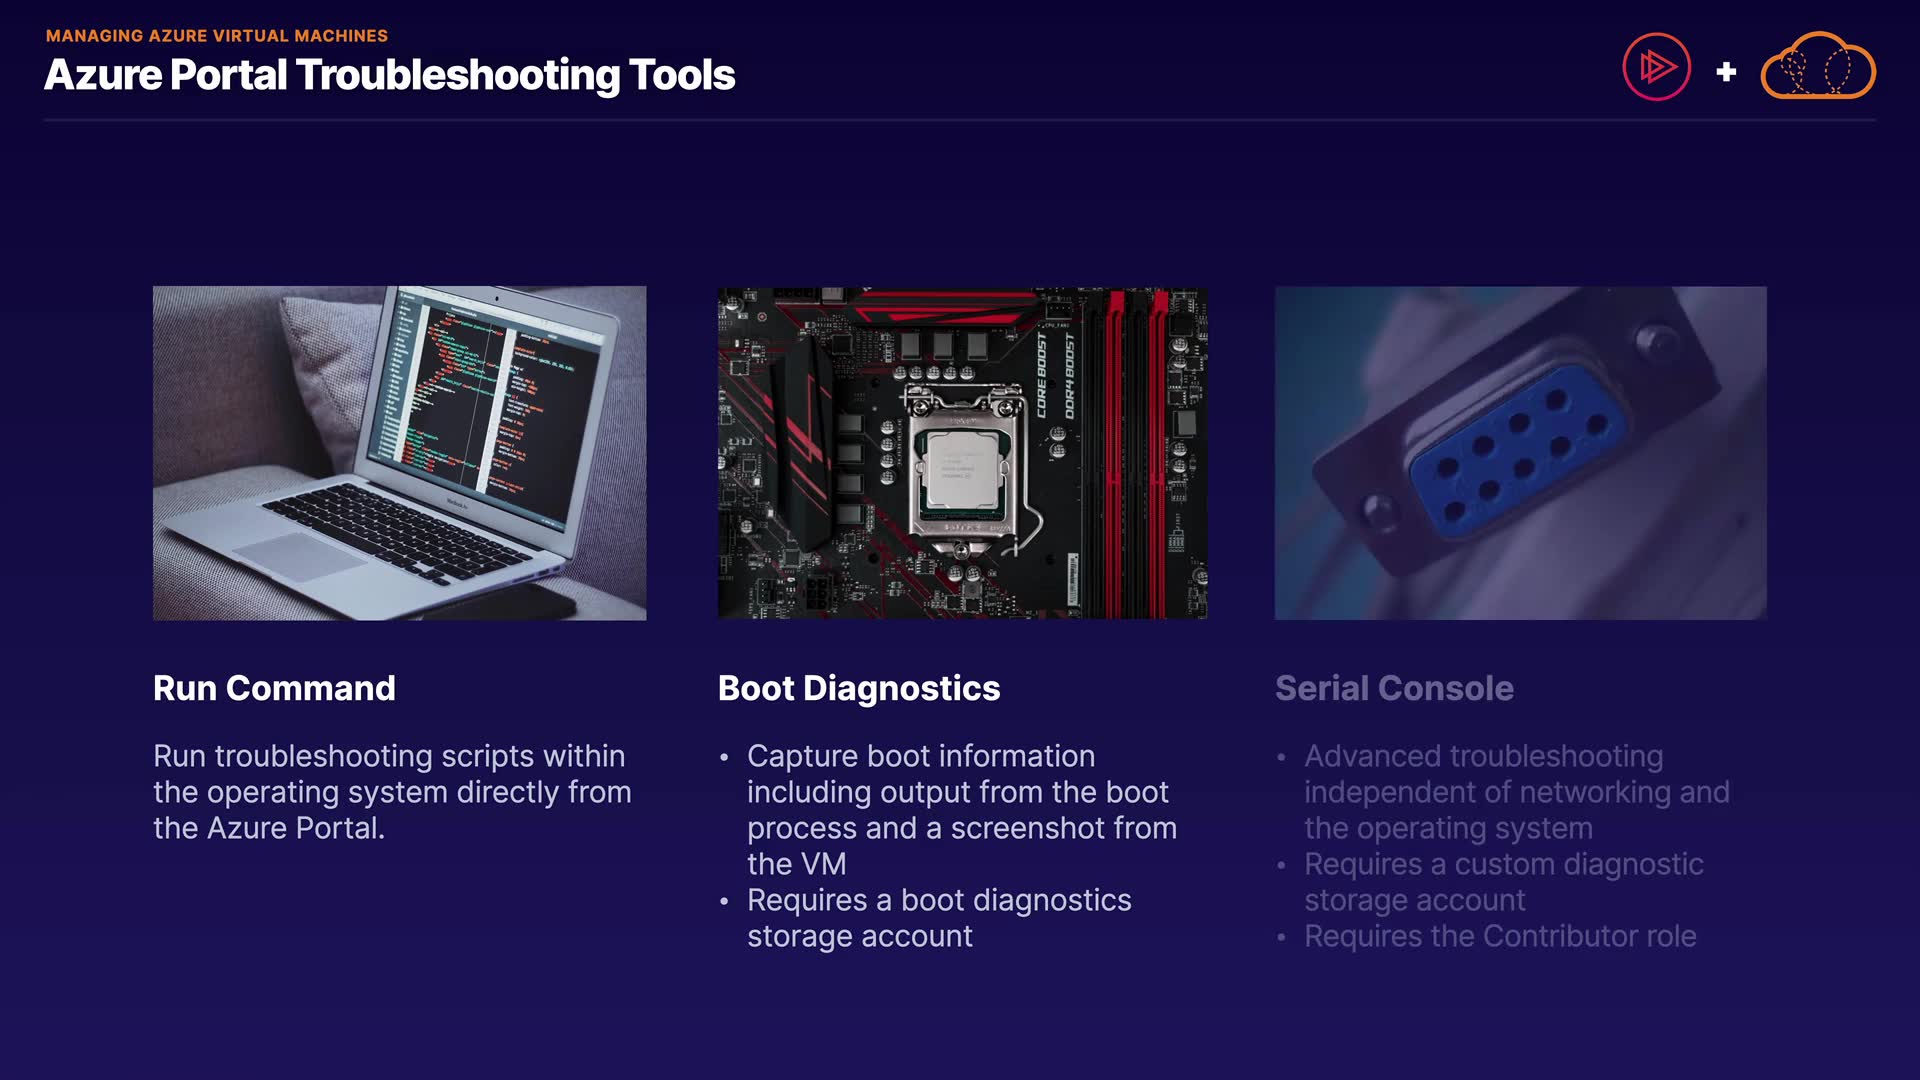 MANAGING AZURE VIRTUAL MACHINES
Azure Portal Troubleshooting Tools
+
CORE BOOST
DDR4 BOOST
Run Command
Run troubleshooting scripts within
the operating system directly from
the Azure Portal.
Boot Diagnostics
• Capture boot information
including output from the boot
process and a screenshot from
the VM
• Requires a boot diagnostics
storage account
Serial Console
• Advanced troubleshooting
independent of networking and
the operating system
• Requires a custom diagnostic
storage account
• Requires the Contributor role